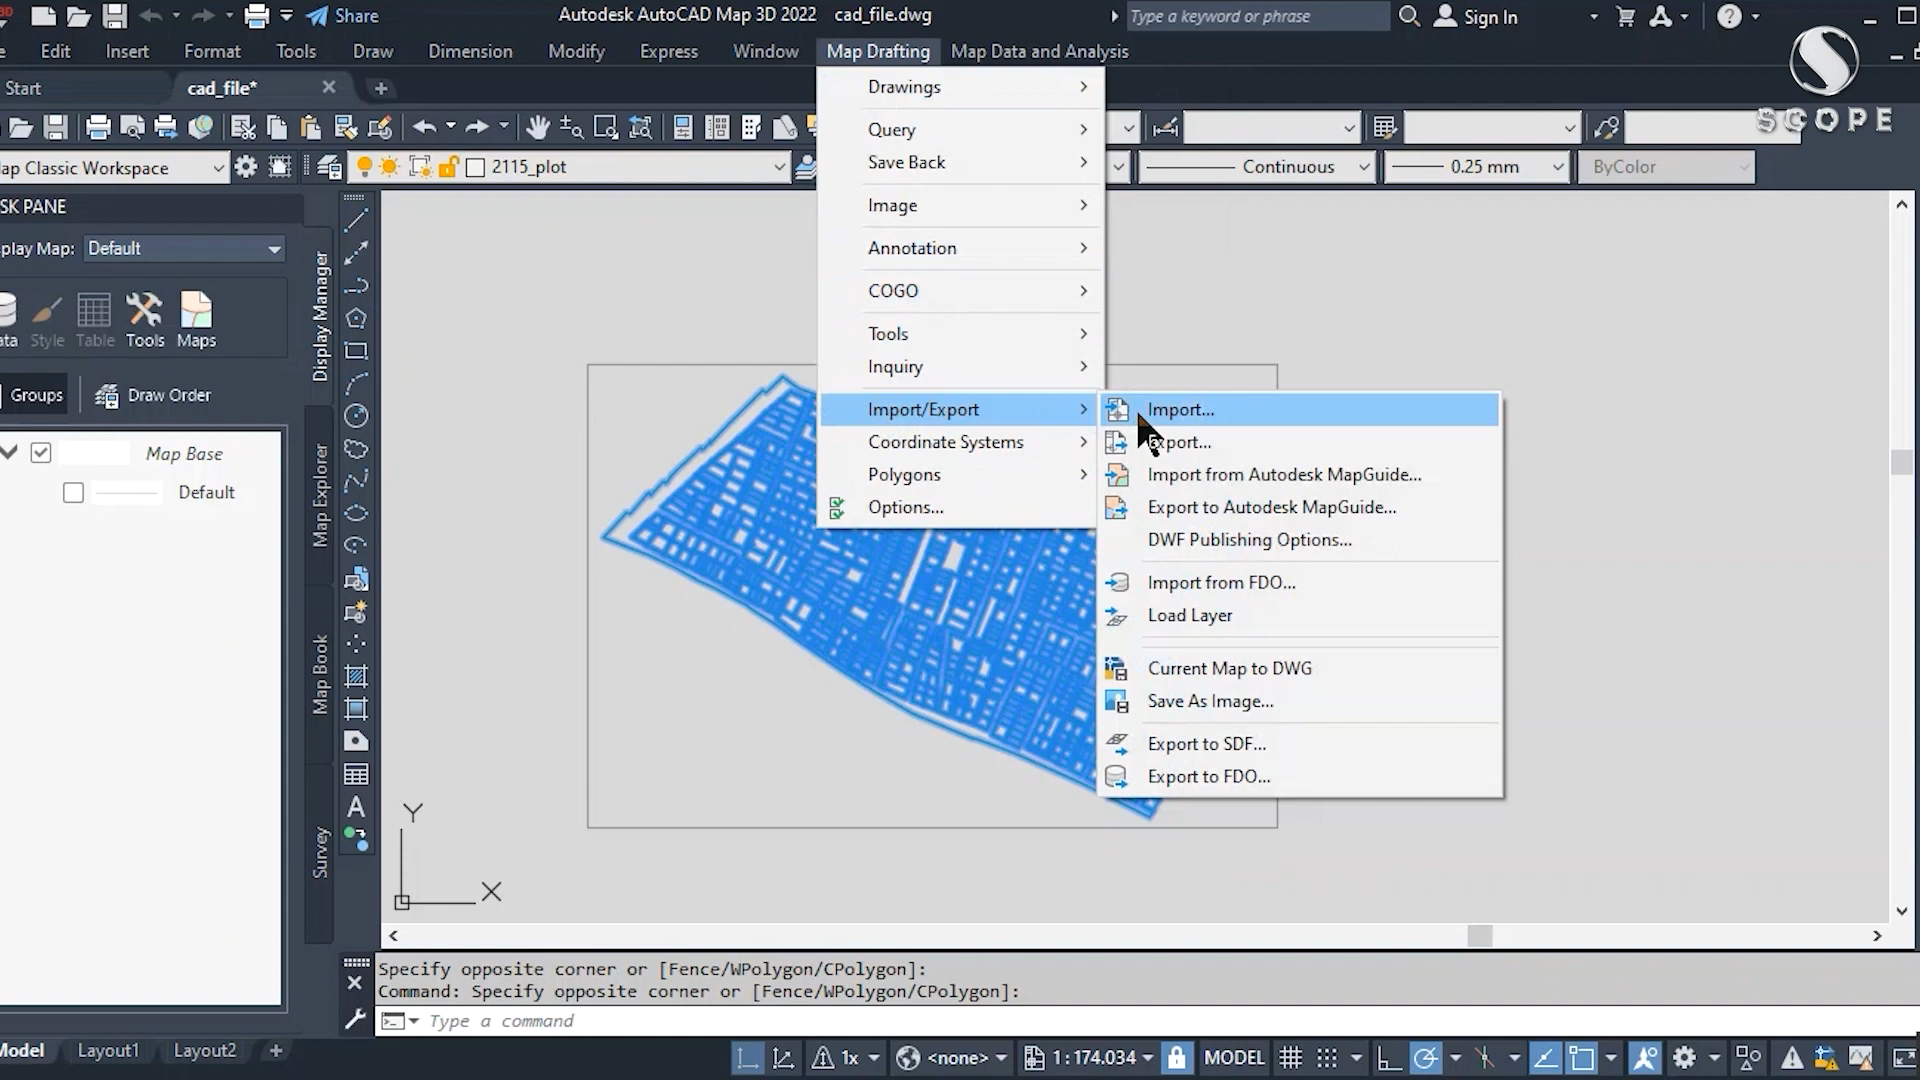 Share
Autodesk AutoCAD Map 3D 2022 cad_file.dwg
Type a keyword or phrase
Sign In
Edit Insert Format Tools Draw Dimension Modify Express Window Map Drafting Map Data and Analysis
Start
cad_file*
SCOPE
Map Classic Workspace
2115_plot
Continuous
0.25 mm
ByColor
SK PANE
play Map: Default
ata Style Table Tools Maps
Groups Draw Order
Map Base
Default
Display Manager
Map Explorer
Map Book
Survey
Drawings
Query
Save Back
Image
Annotation
COGO
Tools
Inquiry
Import/Export
Coordinate Systems
Polygons
Options...
Import...
Export...
Import from Autodesk MapGuide...
Export to Autodesk MapGuide...
DWF Publishing Options...
Import from FDO...
Load Layer
Current Map to DWG
Save As Image...
Export to SDF...
Export to FDO...
Y
X
Specify opposite corner or [Fence/WPolygon/CPolygon]:
Command: Specify opposite corner or [Fence/WPolygon/CPolygon]:
Type a command
Model Layout1 Layout2
1x <none> 1:174.034 MODEL